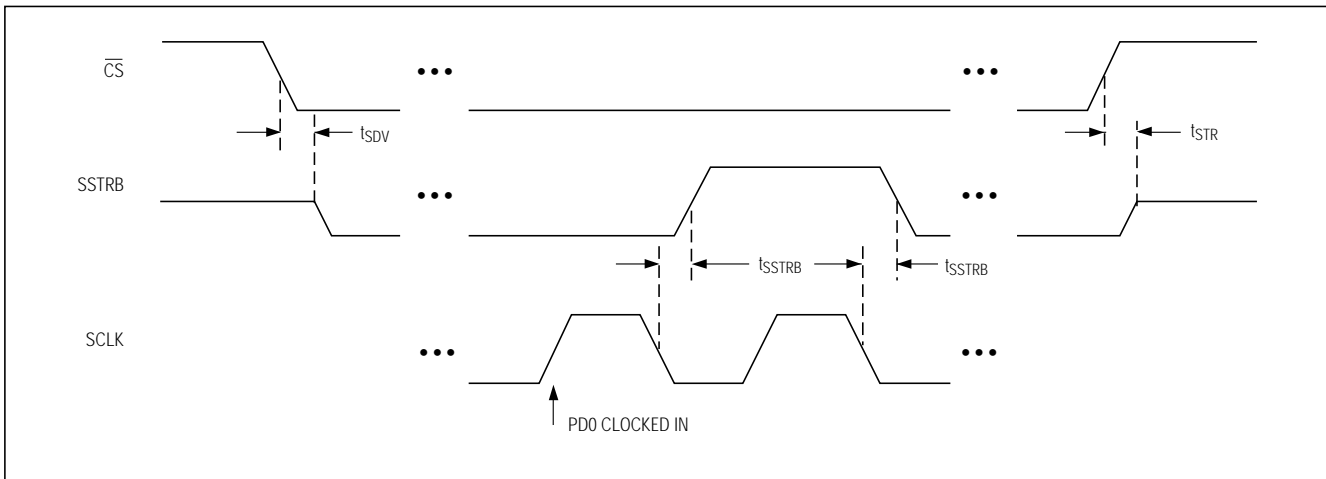 CS
•••
•••
tSDV
tSTR
SSTRB
•••
•••
tSSTRB
tSSTRB
SCLK
•••
•••
PD0 CLOCKED IN